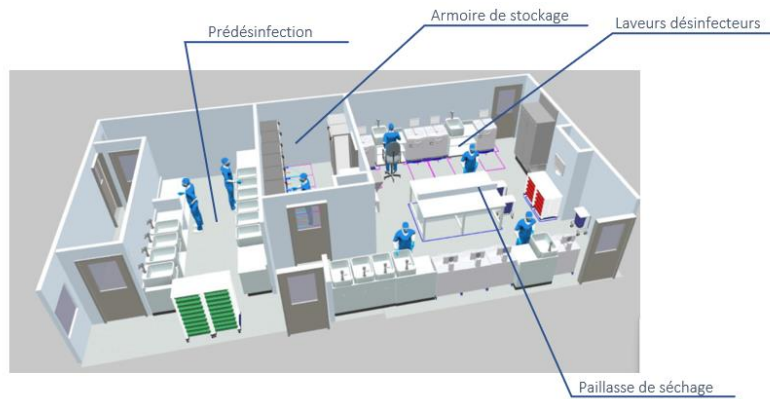 Armoire de stockage
Laveurs désinfecteurs
Prédésinfection
Paillasse de séchage